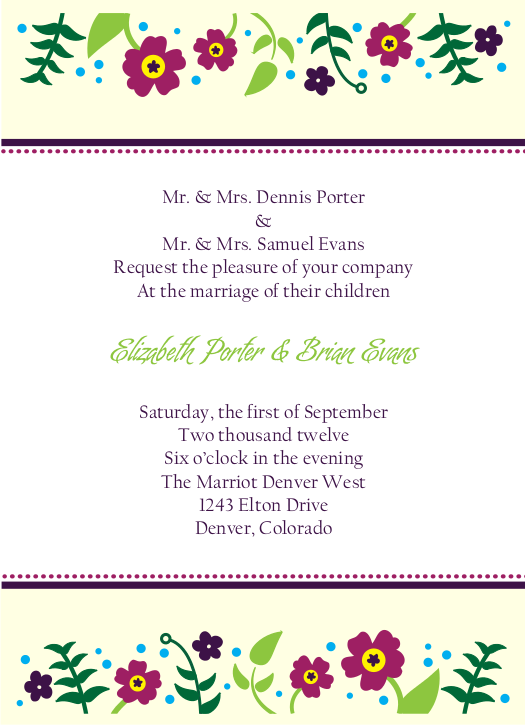 Mr. & Mrs. Dennis Porter
&
Mr. & Mrs. Samuel Evans
Request the pleasure of your company
At the marriage of their children
Elizabeth Porter & Brian Evans
Saturday, the first of September
Two thousand twelve
Six o’clock in the evening
The Marriot Denver West
1243 Elton Drive
Denver, Colorado